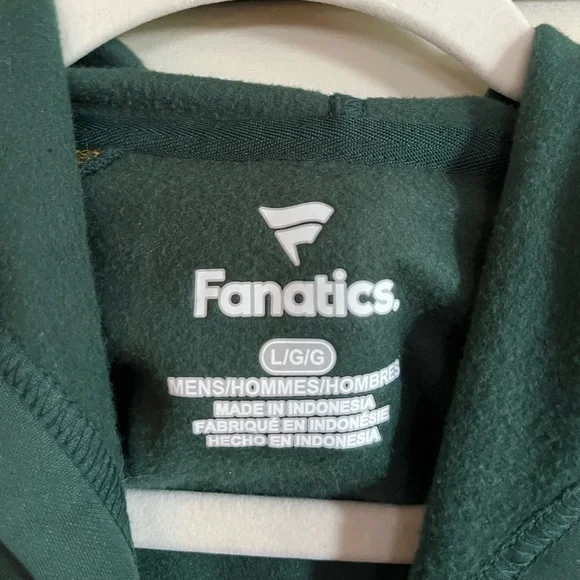 Fanatics.
L/G/G
MENS/HOMMES/HOMBRES
MADE IN INDONESIA
FABRIQUÉ EN INDONÉSIE
HECHO EN INDONESIA